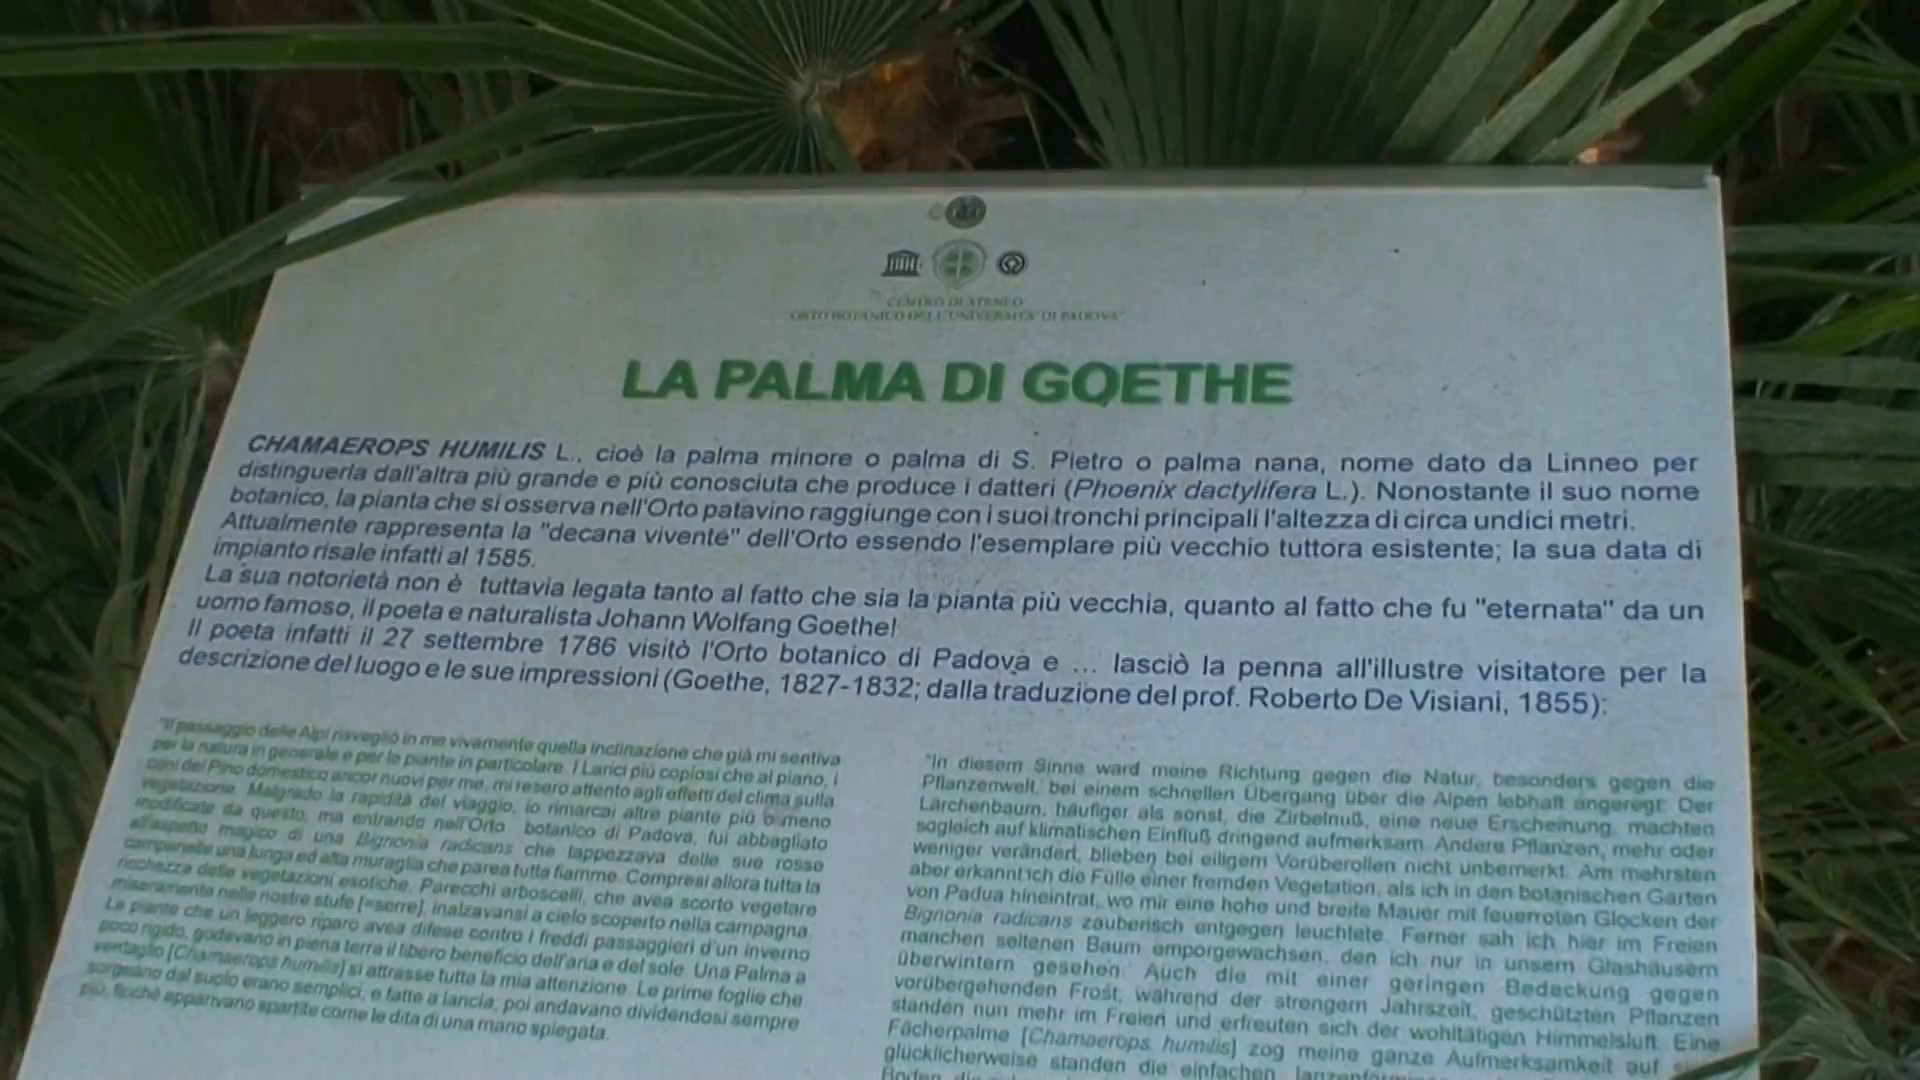 CENTRO DI ATENEO
ORTO BOTANICO DELL'UNIVERSITA' DI PADOVA
LA PALMA DI GOETHE
CHAMAEROPS HUMILIS L., cioè la palma minore o palma di S. Pietro o palma nana, nome dato da Linneo per
distinguerla dall'altra più grande e più conosciuta che produce i datteri (Phoenix dactylifera L.). Nonostante il suo nome
botanico, la pianta che si osserva nell'Orto patavino raggiunge con i suoi tronchi principali l'altezza di circa undici metri.
Attualmente rappresenta la "decana vivente" dell'Orto essendo l'esemplare più vecchio tuttora esistente; la sua data di
impianto risale infatti al 1585.
La sua notorietà non è tuttavia legata tanto al fatto che sia la pianta più vecchia, quanto al fatto che fu "eternata" da un
uomo famoso, il poeta e naturalista Johann Wolfang Goethe!
Il poeta infatti il 27 settembre 1786 visitò l'Orto botanico di Padova e ... lasciò la penna all'illustre visitatore per la
descrizione del luogo e le sue impressioni (Goethe, 1827-1832; dalla traduzione del prof. Roberto De Visiani, 1855):
"Il passaggio delle Alpi risvegliò in me vivamente quella inclinazione che già mi sentiva
per la natura in generale e per le piante in particolare. I Larici più copiosi che al piano, i
coni del Pino domestico ancor nuovi per me, mi resero attento agli effetti del clima sulla
vegetazione. Malgrado la rapidità del viaggio, io rimarcai altre piante più o meno
modificate da questo, ma entrando nell'Orto botanico di Padova, fui abbagliato
all'aspetto magico di una Bignonia radicans che tappezzava delle sue rosse
campanelle una lunga ed alta muraglia che parea tutta fiamme. Compresi allora tutta la
ricchezza delle vegetazioni esotiche. Parecchi arboscelli, che avea scorto vegetare
miseramente nelle nostre stufe [=serre], inalzavansi a cielo scoperto nella campagna.
Le piante che un leggero riparo avea difese contro i freddi passaggieri d'un inverno
poco rigido, godevano in piena terra il libero beneficio dell'aria e del sole. Una Palma a
ventaglio [Chamaerops humilis] si attrasse tutta la mia attenzione. Le prime foglie che
sorgeano dal suolo erano semplici, e fatte a lancia; poi andavano dividendosi sempre
più, finchè apparivano spartite come le dita di una mano spiegata.
"In diesem Sinne ward meine Richtung gegen die Natur, besonders gegen die
Pflanzenwelt, bei einem schnellen Übergang über die Alpen lebhaft angeregt. Der
Lärchenbaum, häufiger als sonst, die Zirbelnuß, eine neue Erscheinung, machten
sogleich auf klimatischen Einfluß dringend aufmerksam. Andere Pflanzen, mehr oder
weniger verändert, blieben bei eiligem Vorüberrollen nicht unbemerkt. Am mehrsten
aber erkannt ich die Fülle einer fremden Vegetation, als ich in den botanischen Garten
von Padua hineintrat, wo mir eine hohe und breite Mauer mit feuerroten Glocken der
Bignonia radicans zauberisch entgegen leuchtete. Ferner sah ich hier im Freien
manchen seltenen Baum emporgewachsen, den ich nur in unsern Glashäusern
überwintern gesehen. Auch die mit einer geringen Bedeckung gegen
vorübergehenden Frost, während der strengern Jahrszeit, geschützten Pflanzen
standen nun mehr im Freien und erfreuten sich der wohltätigen Himmelsluft. Eine
Fächerpalme [Chamaerops humilis] zog meine ganze Aufmerksamkeit auf
glücklicherweise standen die einfachen,
Boden